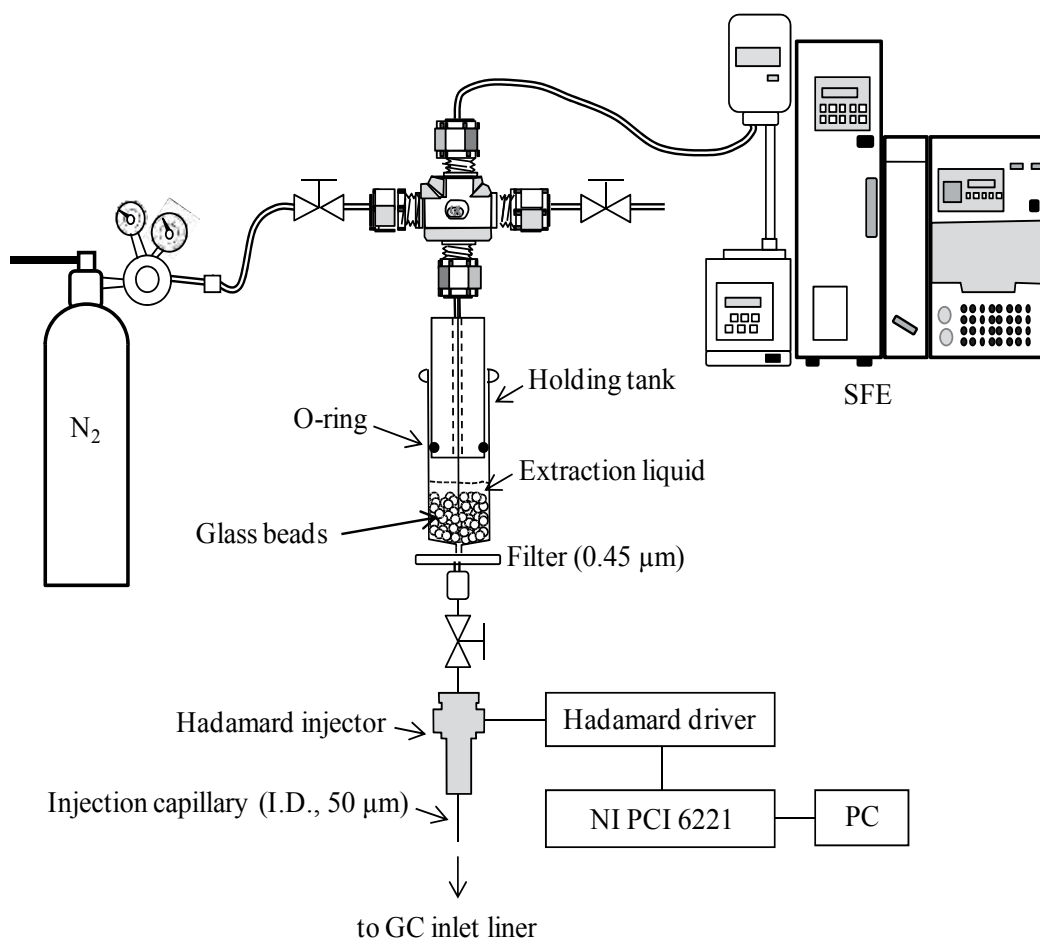 SFE
Holding tank
O-ring
N₂
Extraction liquid
Glass beads
Filter (0.45 μm)
Hadamard injector
Hadamard driver
Injection capillary (I.D., 50 μm)
NI PCI 6221
PC
to GC inlet liner